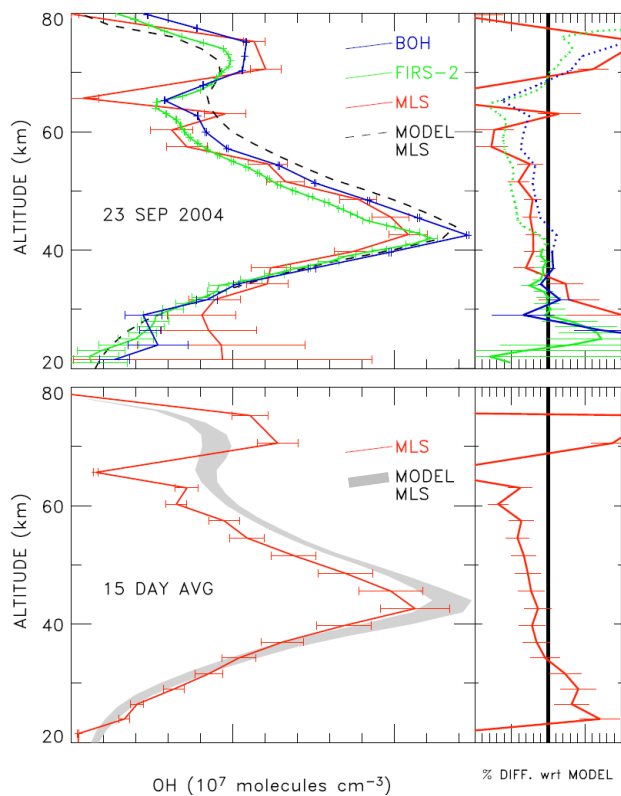 80
60
40
20
ALTITUDE (km)
BOH
FIRS-2
MLS
MODEL
MLS
23 SEP 2004
80
60
40
20
ALTITUDE (km)
MLS
MODEL
MLS
15 DAY AVG
OH (10⁷ molecules cm⁻³)
% DIFF. wrt MODEL